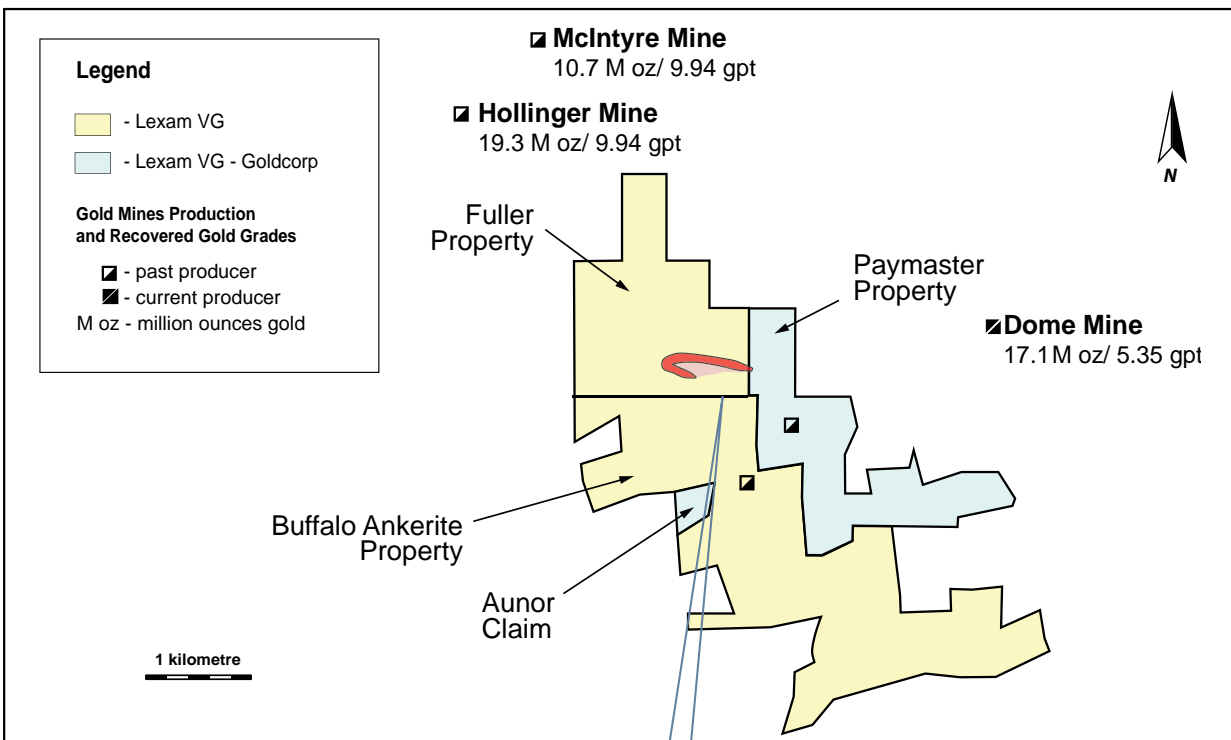 McIntyre Mine
10.7 M oz/ 9.94 gpt
Hollinger Mine
19.3 M oz/ 9.94 gpt
Legend
- Lexam VG
- Lexam VG - Goldcorp
Gold Mines Production
and Recovered Gold Grades
- past producer
- current producer
M oz - million ounces gold
N
Fuller
Property
Paymaster
Property
Dome Mine
17.1M oz/ 5.35 gpt
Buffalo Ankerite
Property
Aunor
Claim
1 kilometre